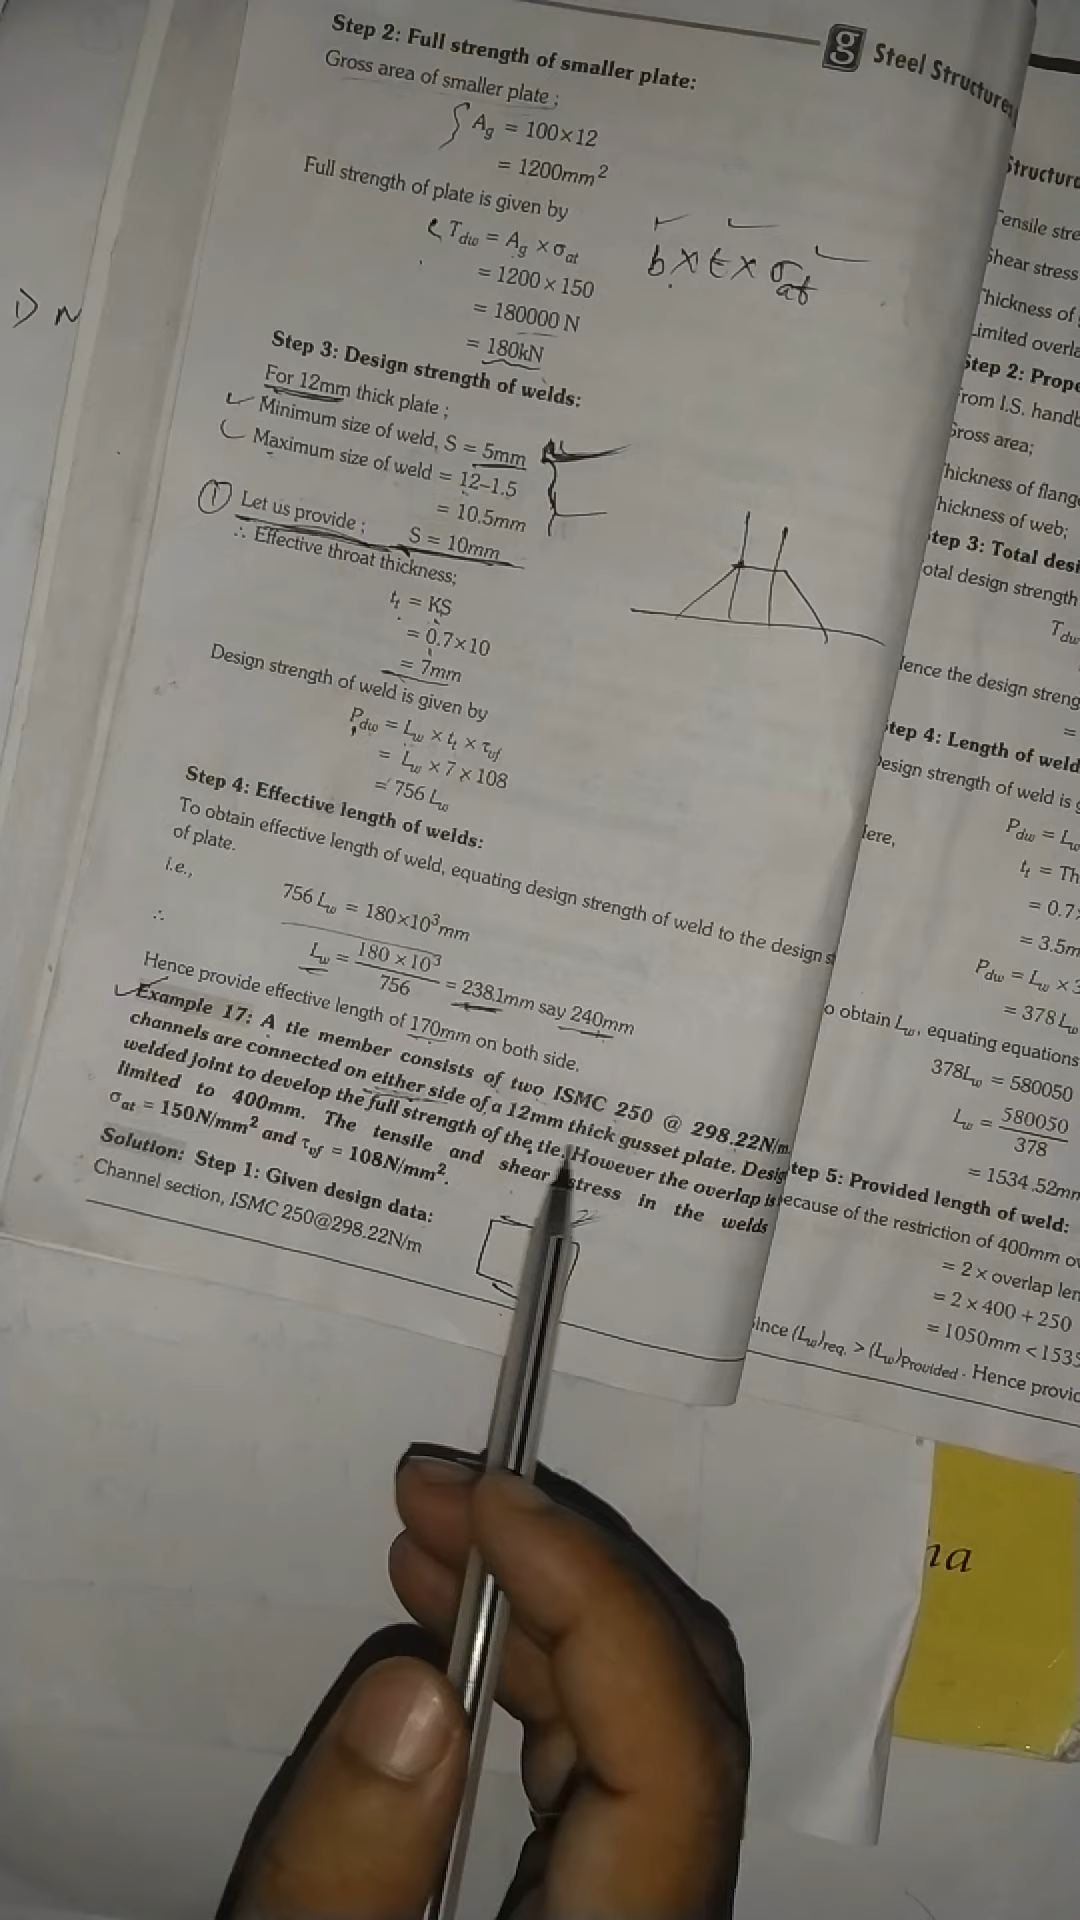 Steel Structures
Step 2: Full strength of smaller plate:
Gross area of smaller plate ;
A_g = 100×12
= 1200mm²
Full strength of plate is given by
T_dw = A_g × σ_at
= 1200 × 150
= 180000 N
= 180kN
b × t × σ_at
Step 3: Design strength of welds:
For 12mm thick plate ;
Minimum size of weld, S = 5mm
Maximum size of weld = 12–1.5
= 10.5mm
① Let us provide ; S = 10mm
∴ Effective throat thickness;
t_t = KS
= 0.7×10
= 7mm
Design strength of weld is given by
P_dw = L_w × t_t × τ_vf
= L_w × 7 × 108
= 756 L_w
Step 4: Effective length of welds:
To obtain effective length of weld, equating design strength of weld to the design s
of plate.
i.e., 756 L_w = 180×10³mm
∴ L_w = 180 × 10³ / 756 = 238.1mm say 240mm
Hence provide effective length of 170mm on both side.
Example 17: A tie member consists of two ISMC 250 @ 298.22N/m.
channels are connected on either side of a 12mm thick gusset plate. Desig
welded joint to develop the full strength of the tie. However the overlap is
limited to 400mm. The tensile and shear stress in the welds
σ_at = 150N/mm² and τ_vf = 108N/mm².
Solution: Step 1: Given design data:
Channel section, ISMC 250@298.22N/m
Structura
Tensile stre
Shear stress
Thickness of
Limited overla
Step 2: Prope
From I.S. handb
Gross area;
Thickness of flang
Thickness of web;
Step 3: Total desi
Total design strength
T_dw
Hence the design streng
=
Step 4: Length of weld
Design strength of weld is g
P_dw = L_w
Here,
t_t = Th
= 0.7×
= 3.5m
P_dw = L_w × 3
= 378 L_w
To obtain L_w, equating equations
378L_w = 580050
L_w = 580050 / 378
= 1534.52mm
Step 5: Provided length of weld:
Because of the restriction of 400mm ov
= 2 × overlap len
= 2 × 400 + 250
= 1050mm < 1535
Since (L_w)req. > (L_w)Provided. Hence provid
na